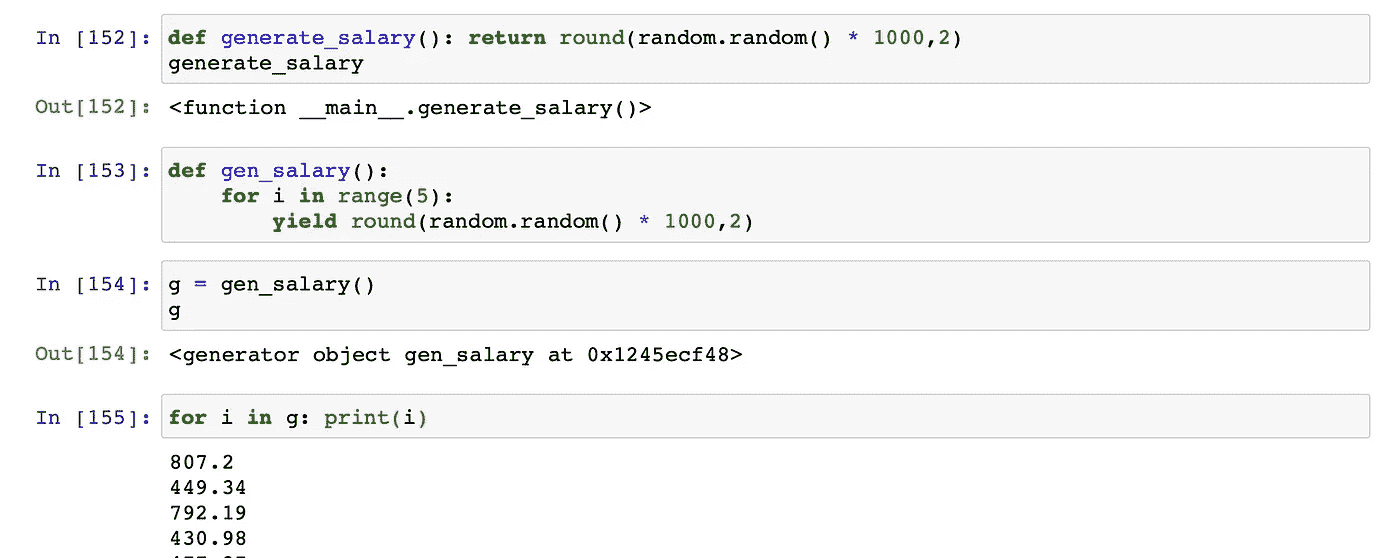 In [152]: def generate_salary(): return round(random.random() * 1000,2)
generate_salary
Out[152]: <function __main__.generate_salary()>
In [153]: def gen_salary():
for i in range(5):
yield round(random.random() * 1000,2)
In [154]: g = gen_salary()
g
Out[154]: <generator object gen_salary at 0x1245ecf48>
In [155]: for i in g: print(i)
807.2
449.34
792.19
430.98